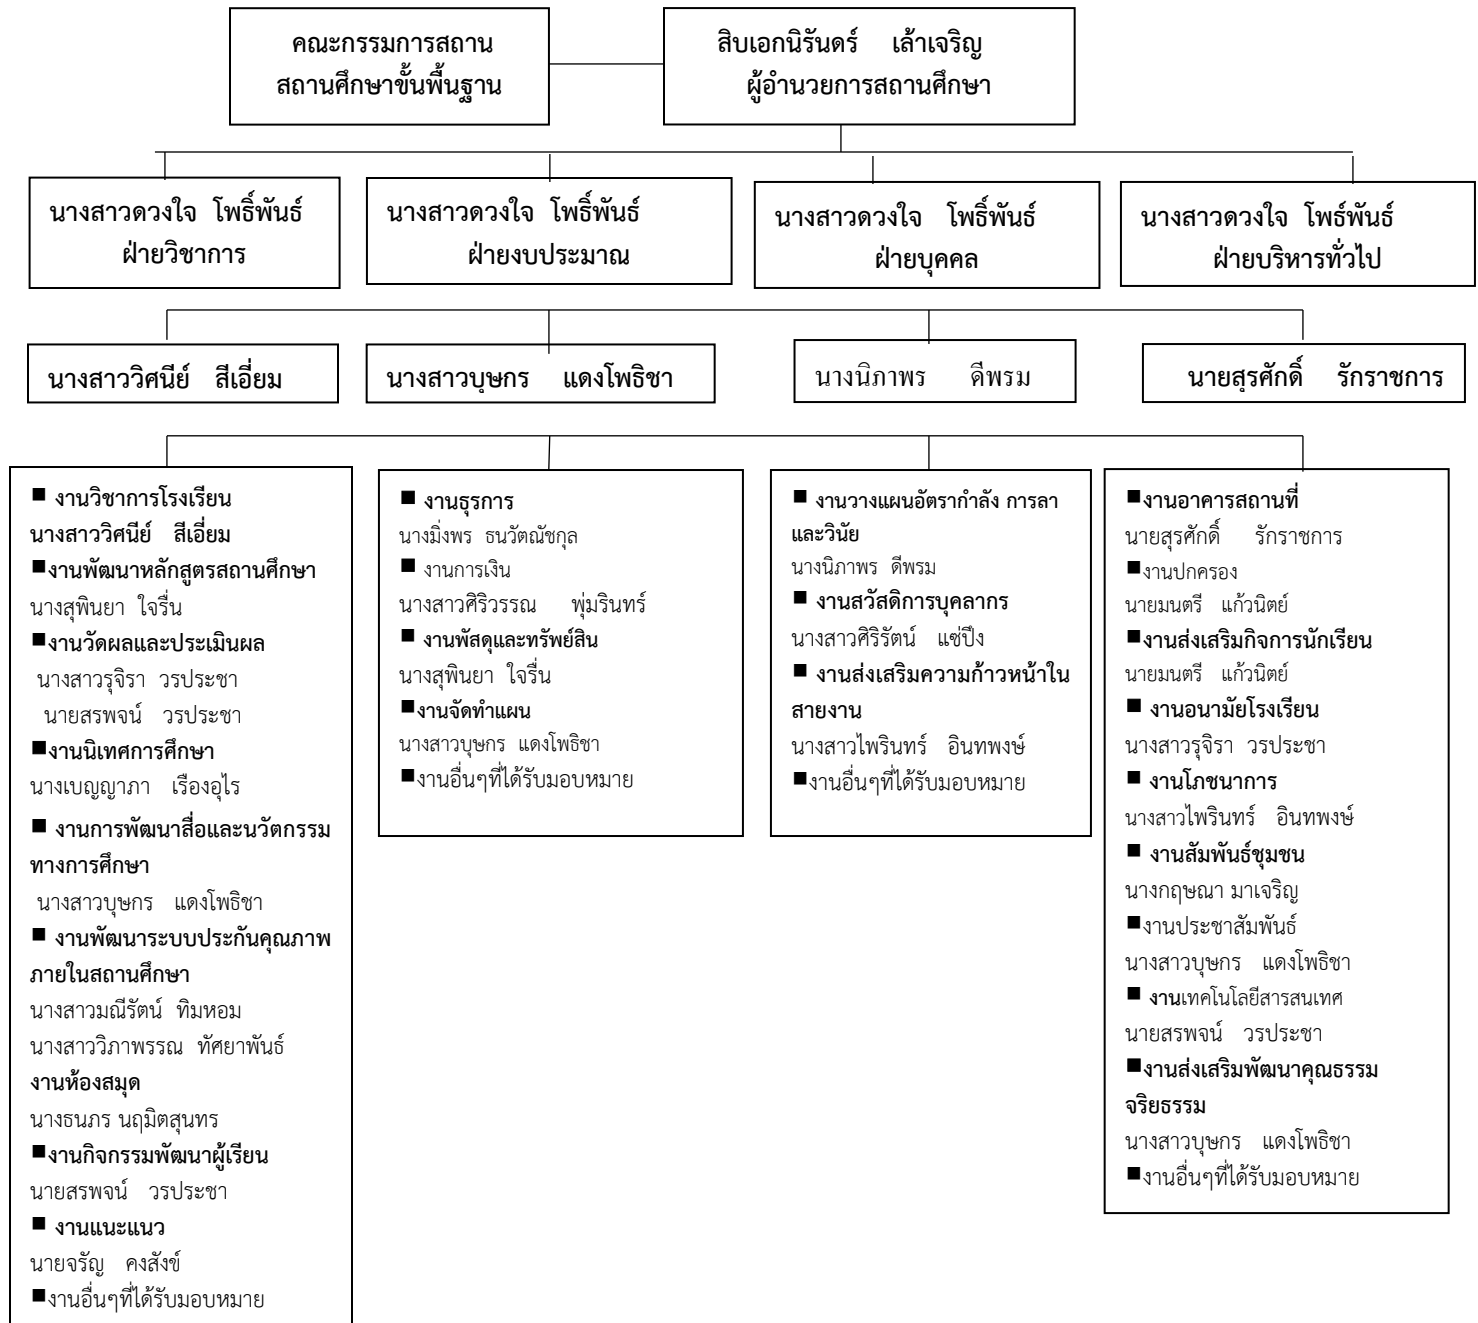 คณะกรรมการสถาน
สถานศึกษาขั้นพื้นฐาน
สิบเอกนิรันดร์ เล้าเจริญ
ผู้อำนวยการสถานศึกษา
นางสาวดวงใจ โพธิ์พันธ์
ฝ่ายวิชาการ
นางสาวดวงใจ โพธิ์พันธ์
ฝ่ายงบประมาณ
นางสาวดวงใจ โพธิ์พันธ์
ฝ่ายบุคคล
นางสาวดวงใจ โพธ์พันธ์
ฝ่ายบริหารทั่วไป
นางสาววิศนีย์ สีเอี่ยม
นางสาวบุษกร แดงโพธิชา
นางนิภาพร ดีพรม
นายสุรศักดิ์ รักราชการ
■ งานวิชาการโรงเรียน
นางสาววิศนีย์ สีเอี่ยม
■งานพัฒนาหลักสูตรสถานศึกษา
นางสุพินยา ใจรื่น
■งานวัดผลและประเมินผล
นางสาวรุจิรา วรประชา
นายสรพจน์ วรประชา
■งานนิเทศการศึกษา
นางเบญญาภา เรืองอุไร
■ งานการพัฒนาสื่อและนวัตกรรม
ทางการศึกษา
นางสาวบุษกร แดงโพธิชา
■ งานพัฒนาระบบประกันคุณภาพ
ภายในสถานศึกษา
นางสาวมณีรัตน์ ทิมหอม
นางสาววิภาพรรณ ทัศยาพันธ์
งานห้องสมุด
นางธนภร นฤมิตสุนทร
■งานกิจกรรมพัฒนาผู้เรียน
นายสรพจน์ วรประชา
■ งานแนะแนว
นายจรัญ คงสังข์
■งานอื่นๆที่ได้รับมอบหมาย
■ งานธุรการ
นางมิ่งพร ธนวัตณัชกุล
■ งานการเงิน
นางสาวศิริวรรณ พุ่มรินทร์
■ งานพัสดุและทรัพย์สิน
นางสุพินยา ใจรื่น
■งานจัดทำแผน
นางสาวบุษกร แดงโพธิชา
■งานอื่นๆที่ได้รับมอบหมาย
■ งานวางแผนอัตรากำลัง การลา
และวินัย
นางนิภาพร ดีพรม
■ งานสวัสดิการบุคลากร
นางสาวศิริรัตน์ แซ่ปึง
■ งานส่งเสริมความก้าวหน้าใน
สายงาน
นางสาวไพรินทร์ อินทพงษ์
■งานอื่นๆที่ได้รับมอบหมาย
■งานอาคารสถานที่
นายสุรศักดิ์ รักราชการ
■งานปกครอง
นายมนตรี แก้วนิตย์
■งานส่งเสริมกิจการนักเรียน
นายมนตรี แก้วนิตย์
■ งานอนามัยโรงเรียน
นางสาวรุจิรา วรประชา
■ งานโภชนาการ
นางสาวไพรินทร์ อินทพงษ์
■ งานสัมพันธ์ชุมชน
นางกฤษณา มาเจริญ
■งานประชาสัมพันธ์
นางสาวบุษกร แดงโพธิชา
■ งานเทคโนโลยีสารสนเทศ
นายสรพจน์ วรประชา
■งานส่งเสริมพัฒนาคุณธรรม
จริยธรรม
นางสาวบุษกร แดงโพธิชา
■งานอื่นๆที่ได้รับมอบหมาย